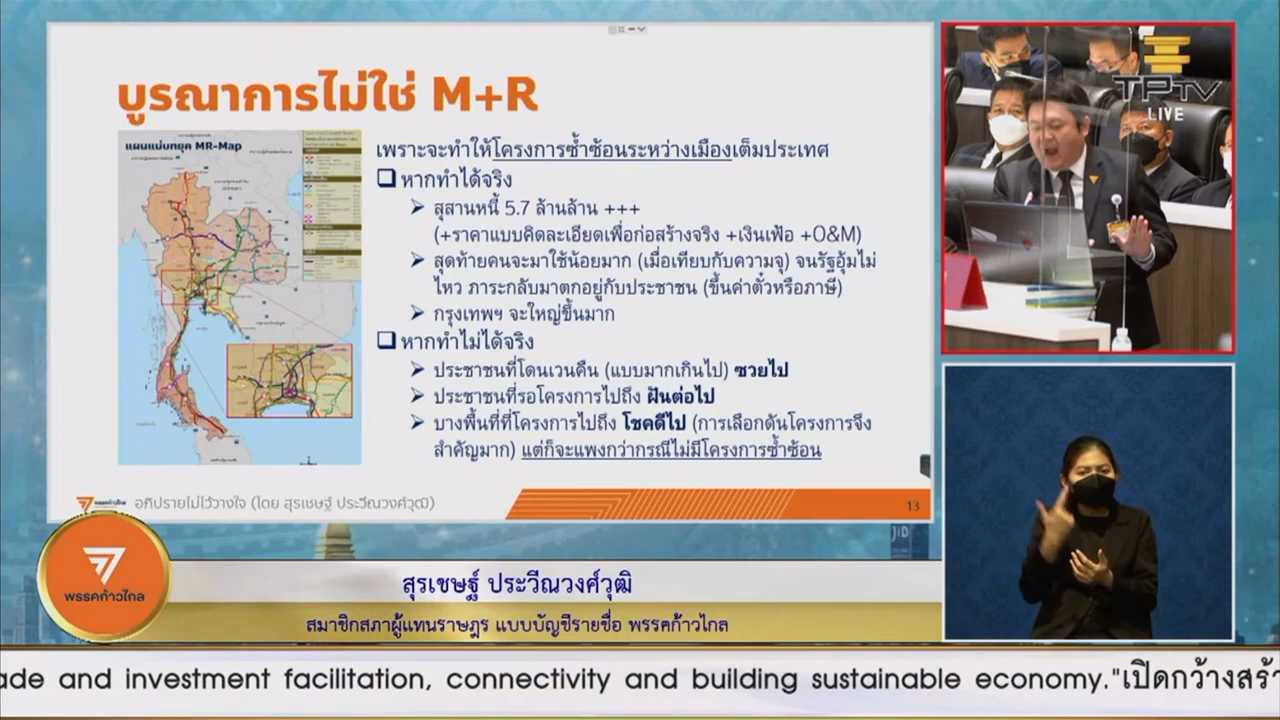 บูรณาการไม่ใช่ M+R
แผนแม่บทยุค MR-Map
เพราะจะทำให้โครงการซ้ำซ้อนระหว่างเมืองเต็มประเทศ
❑ หากทำได้จริง
➤ สุสานหนี้ 5.7 ล้านล้าน +++
(+ราคาแบบคิดละเอียดเพื่อก่อสร้างจริง +เงินเฟ้อ +O&M)
➤ สุดท้ายคนจะมาใช้น้อยมาก (เมื่อเทียบกับความจุ) จนรัฐอุ้มไม่
ไหว ภาระกลับมาตกอยู่กับประชาชน (ขึ้นค่าตั๋วหรือภาษี)
➤ กรุงเทพฯ จะใหญ่ขึ้นมาก
❑ หากทำไม่ได้จริง
➤ ประชาชนที่โดนเวนคืน (แบบมากเกินไป) ซวยไป
➤ ประชาชนที่รอโครงการไปถึง ฝันต่อไป
➤ บางพื้นที่ที่โครงการไปถึง โชคดีไป (การเลือกดันโครงการจึง
สำคัญมาก) แต่ก็จะแพงกว่ากรณีไม่มีโครงการซ้ำซ้อน
อภิปรายไม่ไว้วางใจ (โดย สุรเชษฐ์ ประวีณวงศ์วุฒิ)
13
TPTV
LIVE
JID
พรรคก้าวไกล
สุรเชษฐ์ ประวีณวงศ์วุฒิ
สมาชิกสภาผู้แทนราษฎร แบบบัญชีรายชื่อ พรรคก้าวไกล
ade and investment facilitation, connectivity and building sustainable economy."เปิดกว้างสร้า